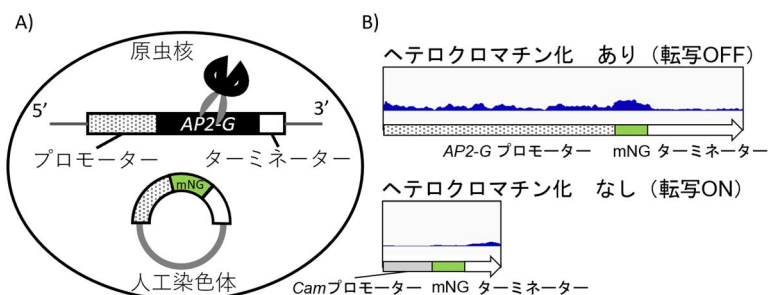 A)
原虫核
5’
3’
AP2-G
プロモーター
ターミネーター
mNG
人工染色体
B)
ヘテロクロマチン化　あり（転写OFF）
AP2-G プロモーター　mNG ターミネーター
ヘテロクロマチン化　なし（転写ON）
Camプロモーター　mNG ターミネーター